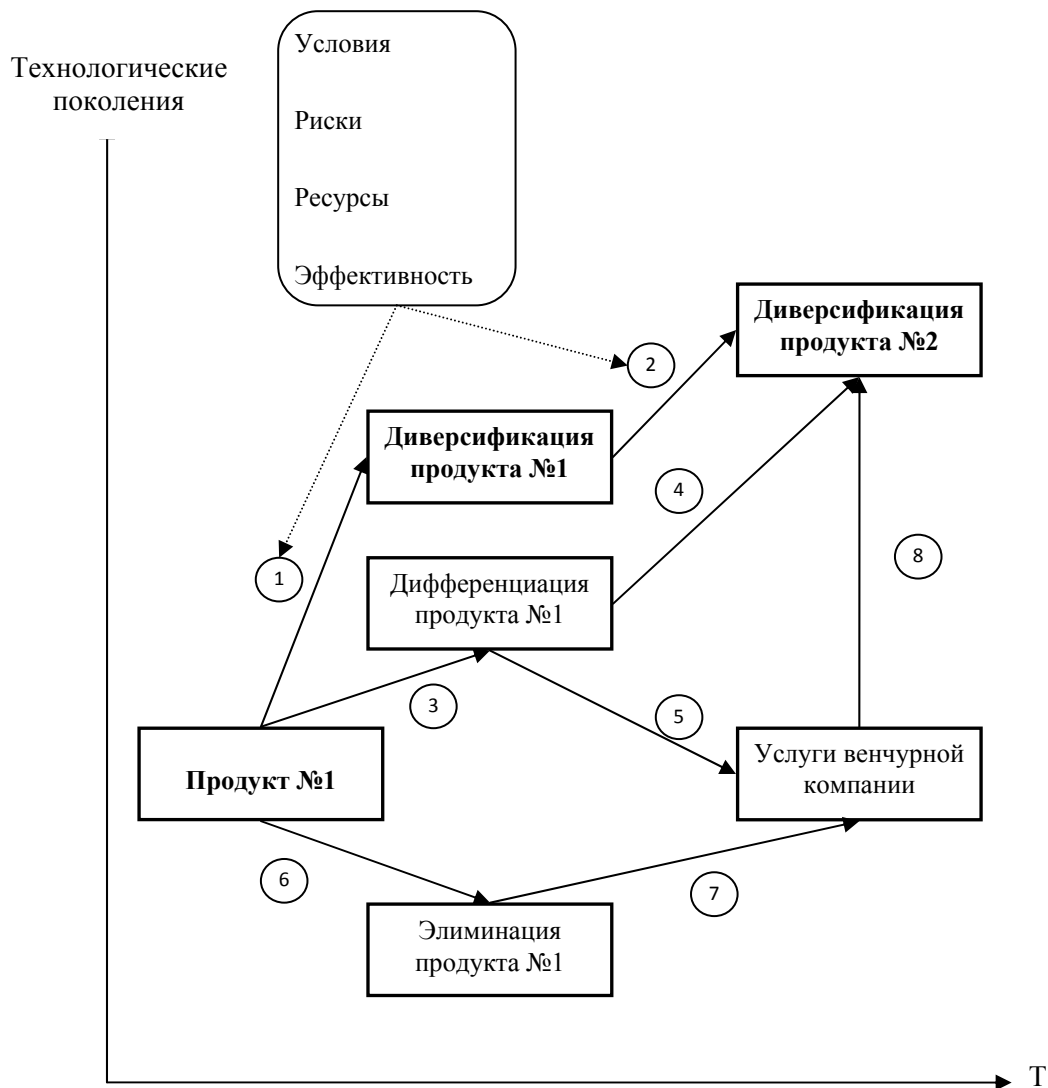 Условия
Технологические
поколения
Риски
Ресурсы
Эффективность
Диверсификация
продукта №2
2
Диверсификация
продукта №1
4
1
8
Дифференциация
продукта №1
3
5
Продукт №1
Услуги венчурной
компании
6
7
Элиминация
продукта №1
Т